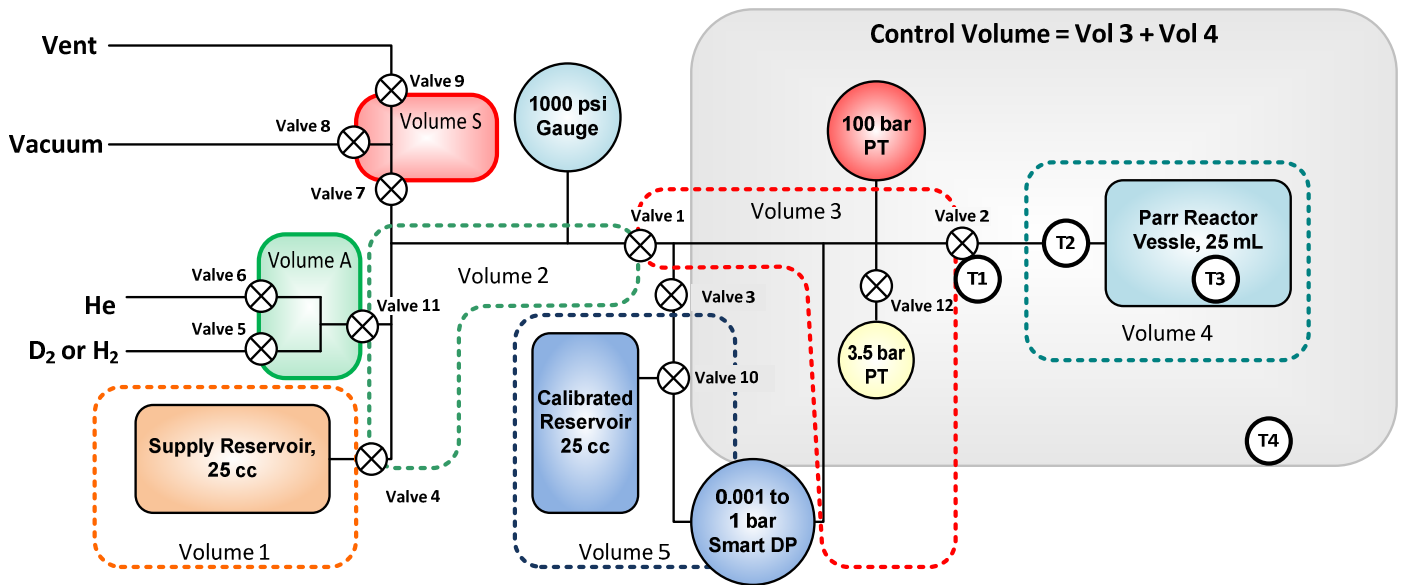 Control Volume = Vol 3 + Vol 4
Vent
Valve 9
Volume S
Valve 8
Vacuum
Valve 7
1000 psi
Gauge
100 bar
PT
Volume 3
Valve 1
Valve 2
T2
Parr Reactor
Vessle, 25 mL
T3
T1
Volume 4
Volume A
Valve 6
He
Valve 5
D₂ or H₂
Valve 11
Volume 2
Valve 3
Valve 12
3.5 bar
PT
Valve 10
Calibrated
Reservoir
25 cc
Supply Reservoir,
25 cc
Valve 4
Volume 1
Volume 5
0.001 to
1 bar
Smart DP
T4